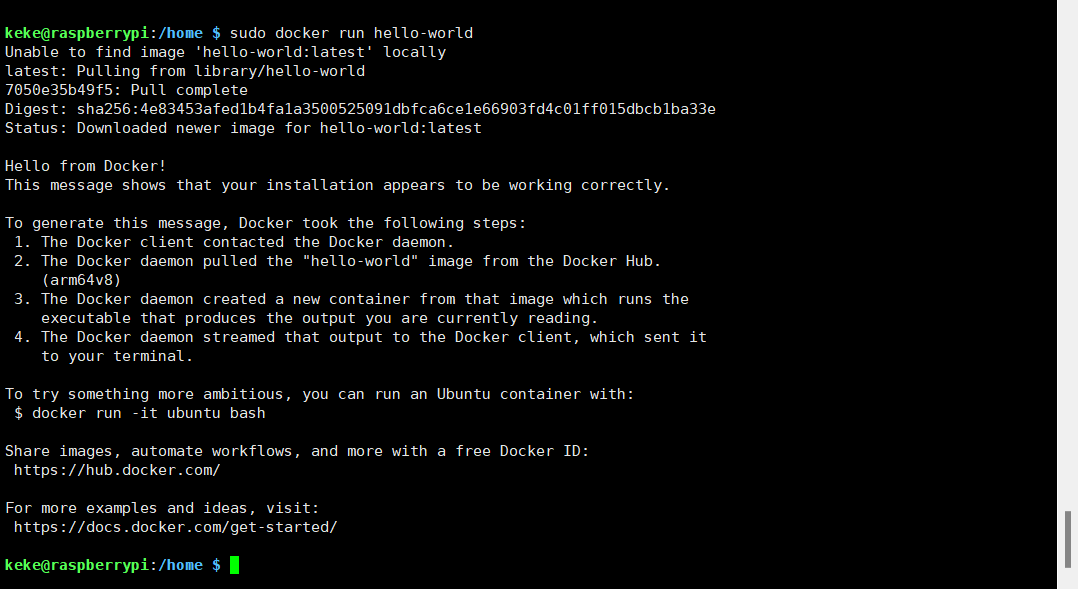 keke@raspberrypi:/home $ sudo docker run hello-world
Unable to find image 'hello-world:latest' locally
latest: Pulling from library/hello-world
7050e35b49f5: Pull complete
Digest: sha256:4e83453afed1b4fa1a3500525091dbfca6ce1e66903fd4c01ff015dbcb1ba33e
Status: Downloaded newer image for hello-world:latest

Hello from Docker!
This message shows that your installation appears to be working correctly.

To generate this message, Docker took the following steps:
 1. The Docker client contacted the Docker daemon.
 2. The Docker daemon pulled the "hello-world" image from the Docker Hub.
    (arm64v8)
 3. The Docker daemon created a new container from that image which runs the
    executable that produces the output you are currently reading.
 4. The Docker daemon streamed that output to the Docker client, which sent it
    to your terminal.

To try something more ambitious, you can run an Ubuntu container with:
 $ docker run -it ubuntu bash

Share images, automate workflows, and more with a free Docker ID:
 https://hub.docker.com/

For more examples and ideas, visit:
 https://docs.docker.com/get-started/

keke@raspberrypi:/home $